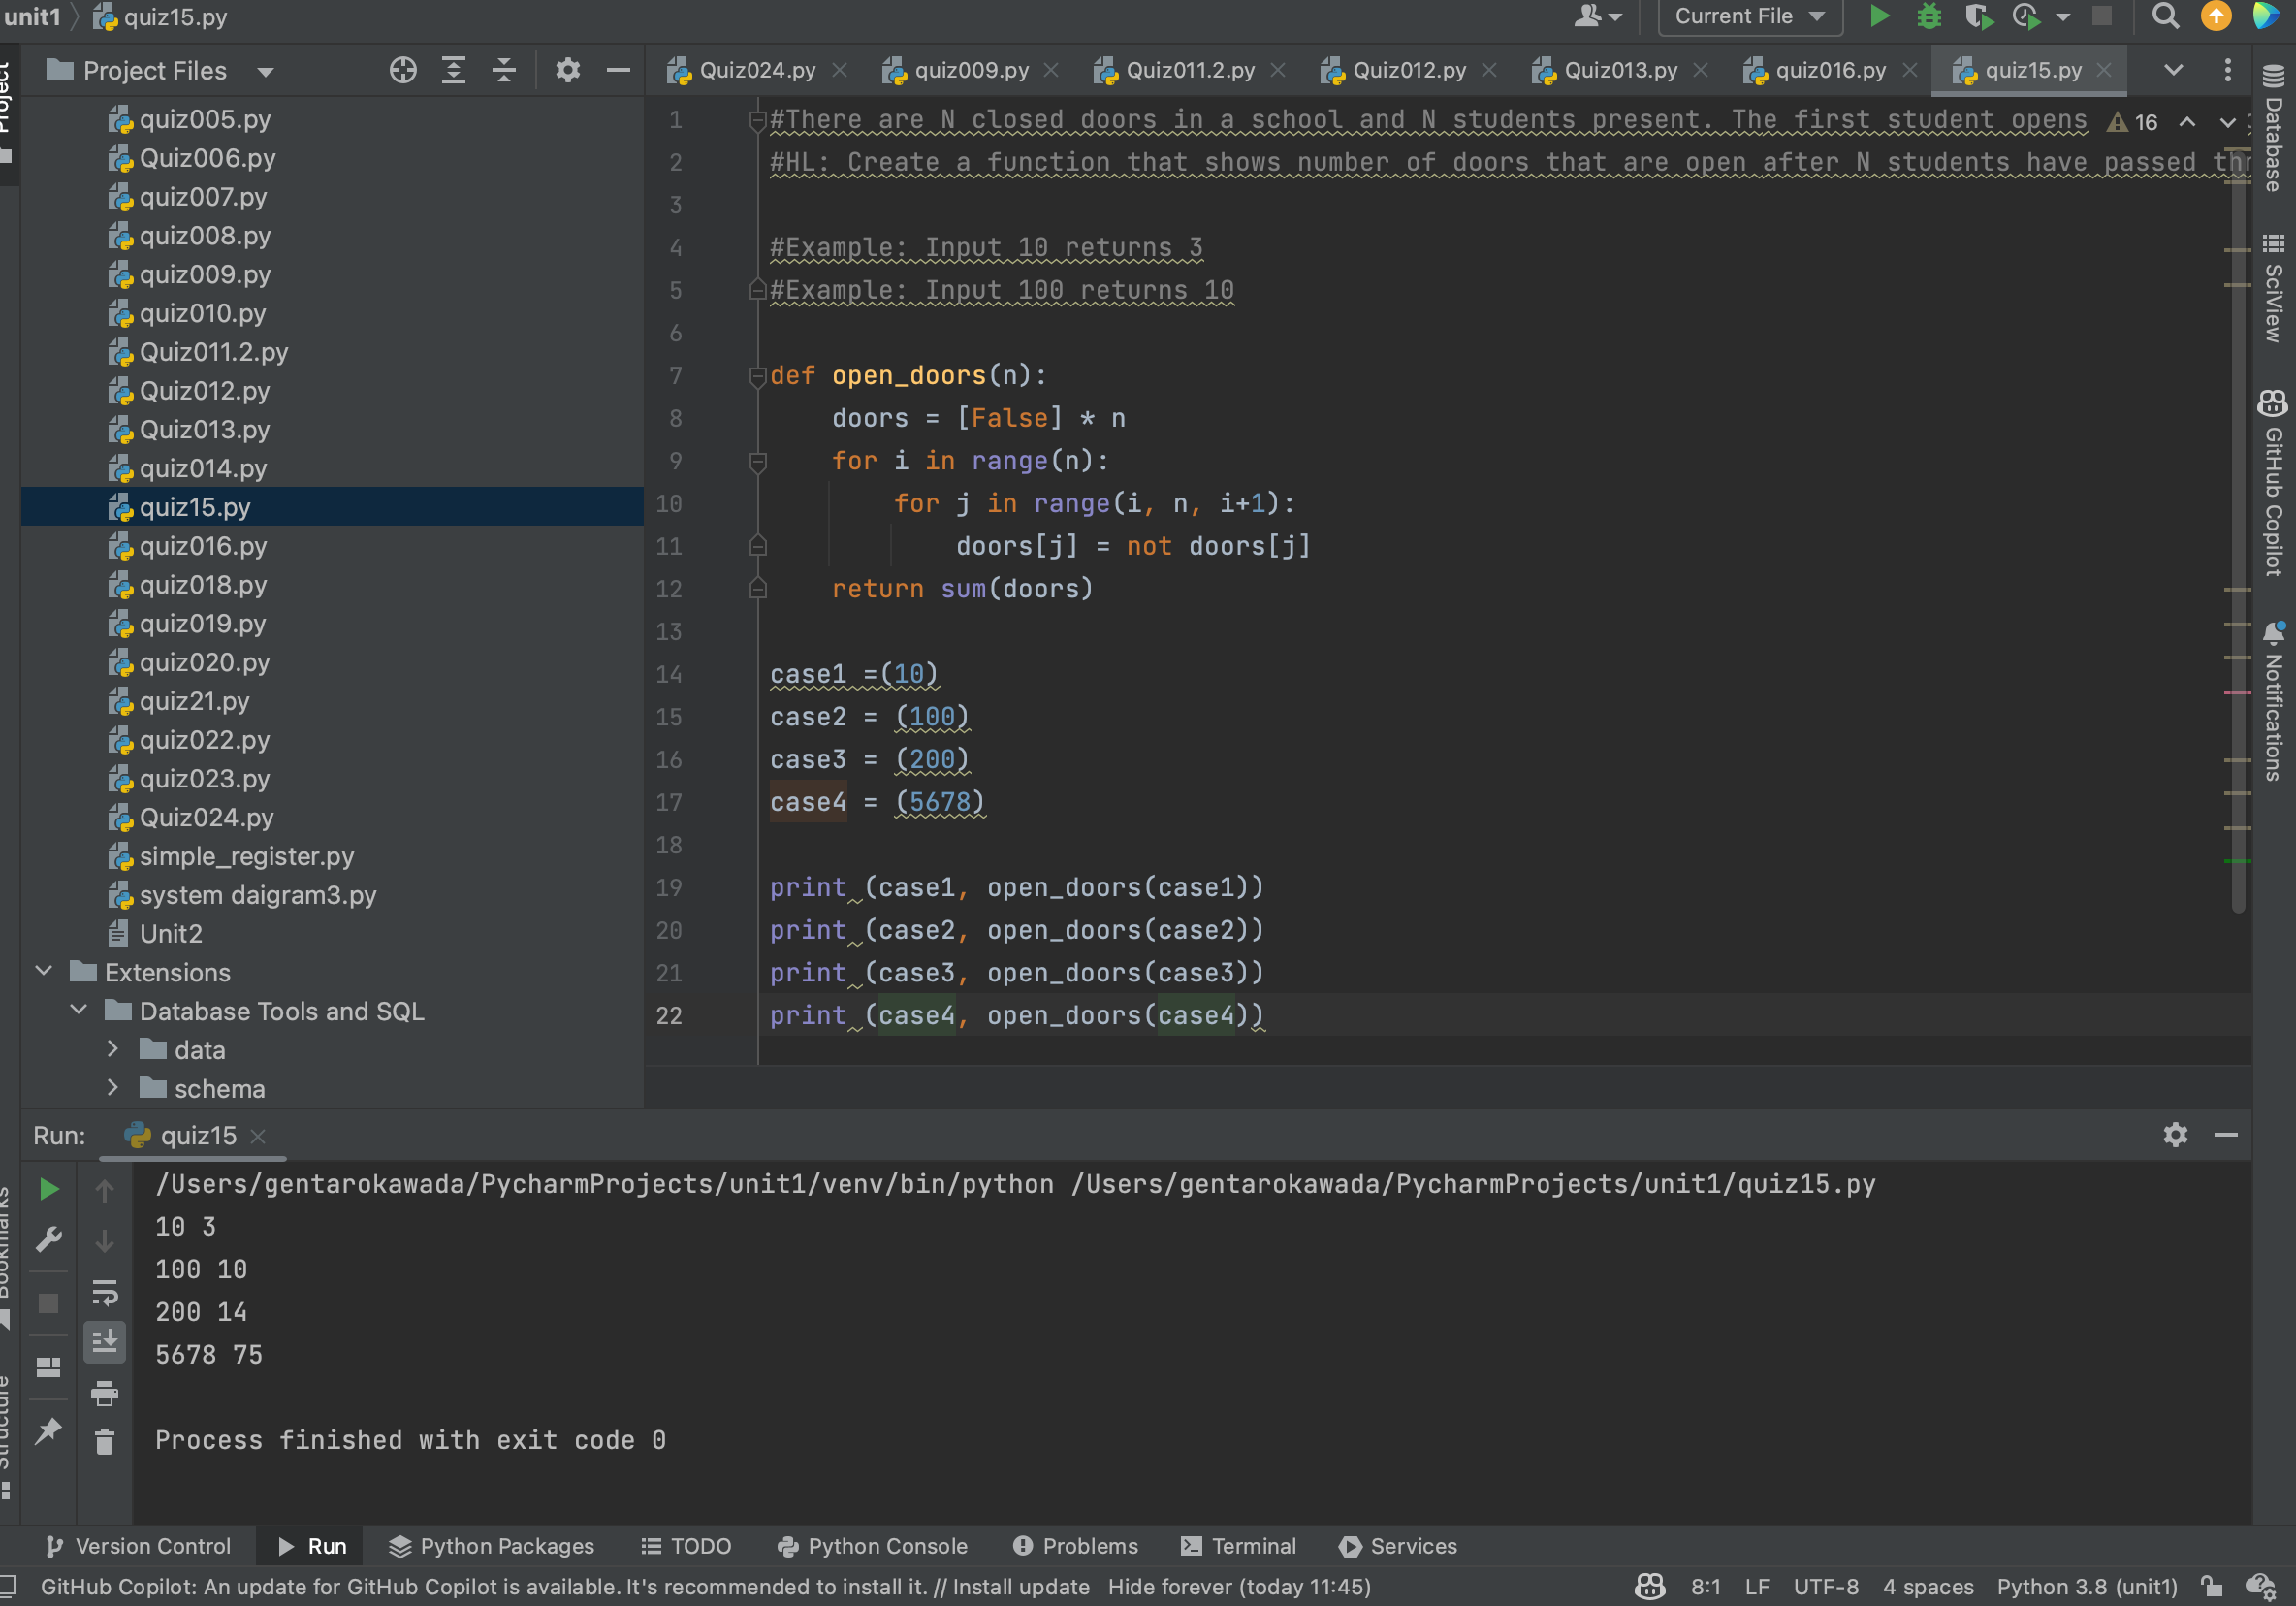 unit1 quiz15.py Current File
Project
Project Files
Quiz024.py quiz009.py Quiz011.2.py Quiz012.py Quiz013.py quiz016.py quiz15.py
quiz005.py
Quiz006.py
quiz007.py
quiz008.py
quiz009.py
quiz010.py
Quiz011.2.py
Quiz012.py
Quiz013.py
quiz014.py
quiz15.py
quiz016.py
quiz018.py
quiz019.py
quiz020.py
quiz21.py
quiz022.py
quiz023.py
Quiz024.py
simple_register.py
system daigram3.py
Unit2
Extensions
Database Tools and SQL
data
schema
1 #There are N closed doors in a school and N students present. The first student opens 16
2 #HL: Create a function that shows number of doors that are open after N students have passed
3
4 #Example: Input 10 returns 3
5 #Example: Input 100 returns 10
6
7 def open_doors(n):
8 doors = [False] * n
9 for i in range(n):
10 for j in range(i, n, i+1):
11 doors[j] = not doors[j]
12 return sum(doors)
13
14 case1 =(10)
15 case2 = (100)
16 case3 = (200)
17 case4 = (5678)
18
19 print (case1, open_doors(case1))
20 print (case2, open_doors(case2))
21 print (case3, open_doors(case3))
22 print (case4, open_doors(case4))
Database
SciView
GitHub Copilot
Notifications
Run: quiz15
/Users/gentarokawada/PycharmProjects/unit1/venv/bin/python /Users/gentarokawada/PycharmProjects/unit1/quiz15.py
10 3
100 10
200 14
5678 75
Process finished with exit code 0
Bookmarks
Structure
Version Control Run Python Packages TODO Python Console Problems Terminal Services
GitHub Copilot: An update for GitHub Copilot is available. It's recommended to install it. // Install update Hide forever (today 11:45) 8:1 LF UTF-8 4 spaces Python 3.8 (unit1)